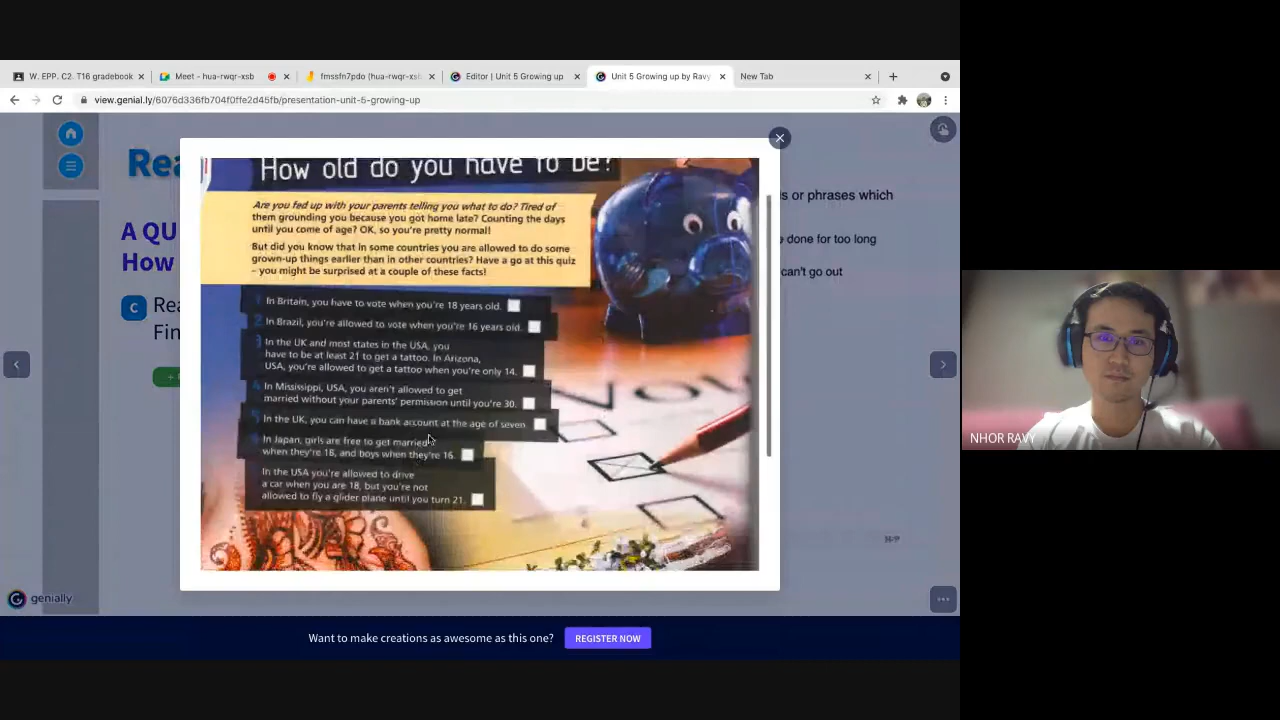 W. EPP. C2. T16 gradebook
Meet - hua-rwqr-xsb
fmssfn7pdo (hua-rwqr-xsb
Editor | Unit 5 Growing up
Unit 5 Growing up by Ravy
New Tab
view.genial.ly/6076d336fb704f0ffe2d45fb/presentation-unit-5-growing-up
Rea
A QU
How
C Rea
Fin
How old do you have to be?
Are you fed up with your parents telling you what to do? Tired of
them grounding you because you got home late? Counting the days
until you come of age? OK, so you're pretty normal!
But did you know that in some countries you are allowed to do some
grown-up things earlier than in other countries? Have a go at this quiz
– you might be surprised at a couple of these facts!
1 In Britain, you have to vote when you're 18 years old.
2 In Brazil, you're allowed to vote when you're 16 years old.
3 In the UK and most states in the USA, you
have to be at least 21 to get a tattoo. In Arizona,
USA, you're allowed to get a tattoo when you're only 14.
4 In Mississippi, USA, you aren't allowed to get
married without your parents' permission until you're 30.
5 In the UK, you can have a bank account at the age of seven.
6 In Japan, girls are free to get married
when they're 18, and boys when they're 16.
In the USA you're allowed to drive
a car when you are 18, but you're not
allowed to fly a glider plane until you turn 21.
VO
s or phrases which
done for too long
can't go out
genially
Want to make creations as awesome as this one?
REGISTER NOW
NHOR RAVY